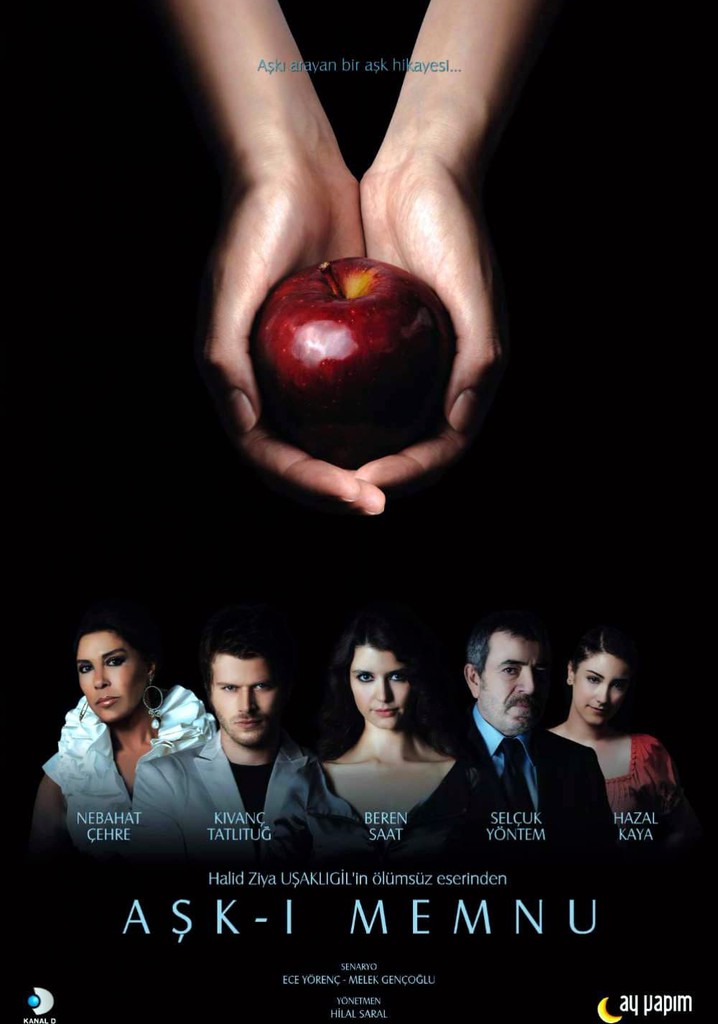 Aşkı arayan bir aşk hikayesi...
NEBAHAT
ÇEHRE
KIVANÇ
TATLITUĞ
BEREN
SAAT
SELÇUK
YÖNTEM
HAZAL
KAYA
Halid Ziya UŞAKLIGİL'in ölümsüz eserinden
AŞK-I MEMNU
SENARYO
ECE YÖRENÇ - MELEK GENÇOĞLU
YÖNETMEN
HİLAL SARAL
KANAL D
ay yapım